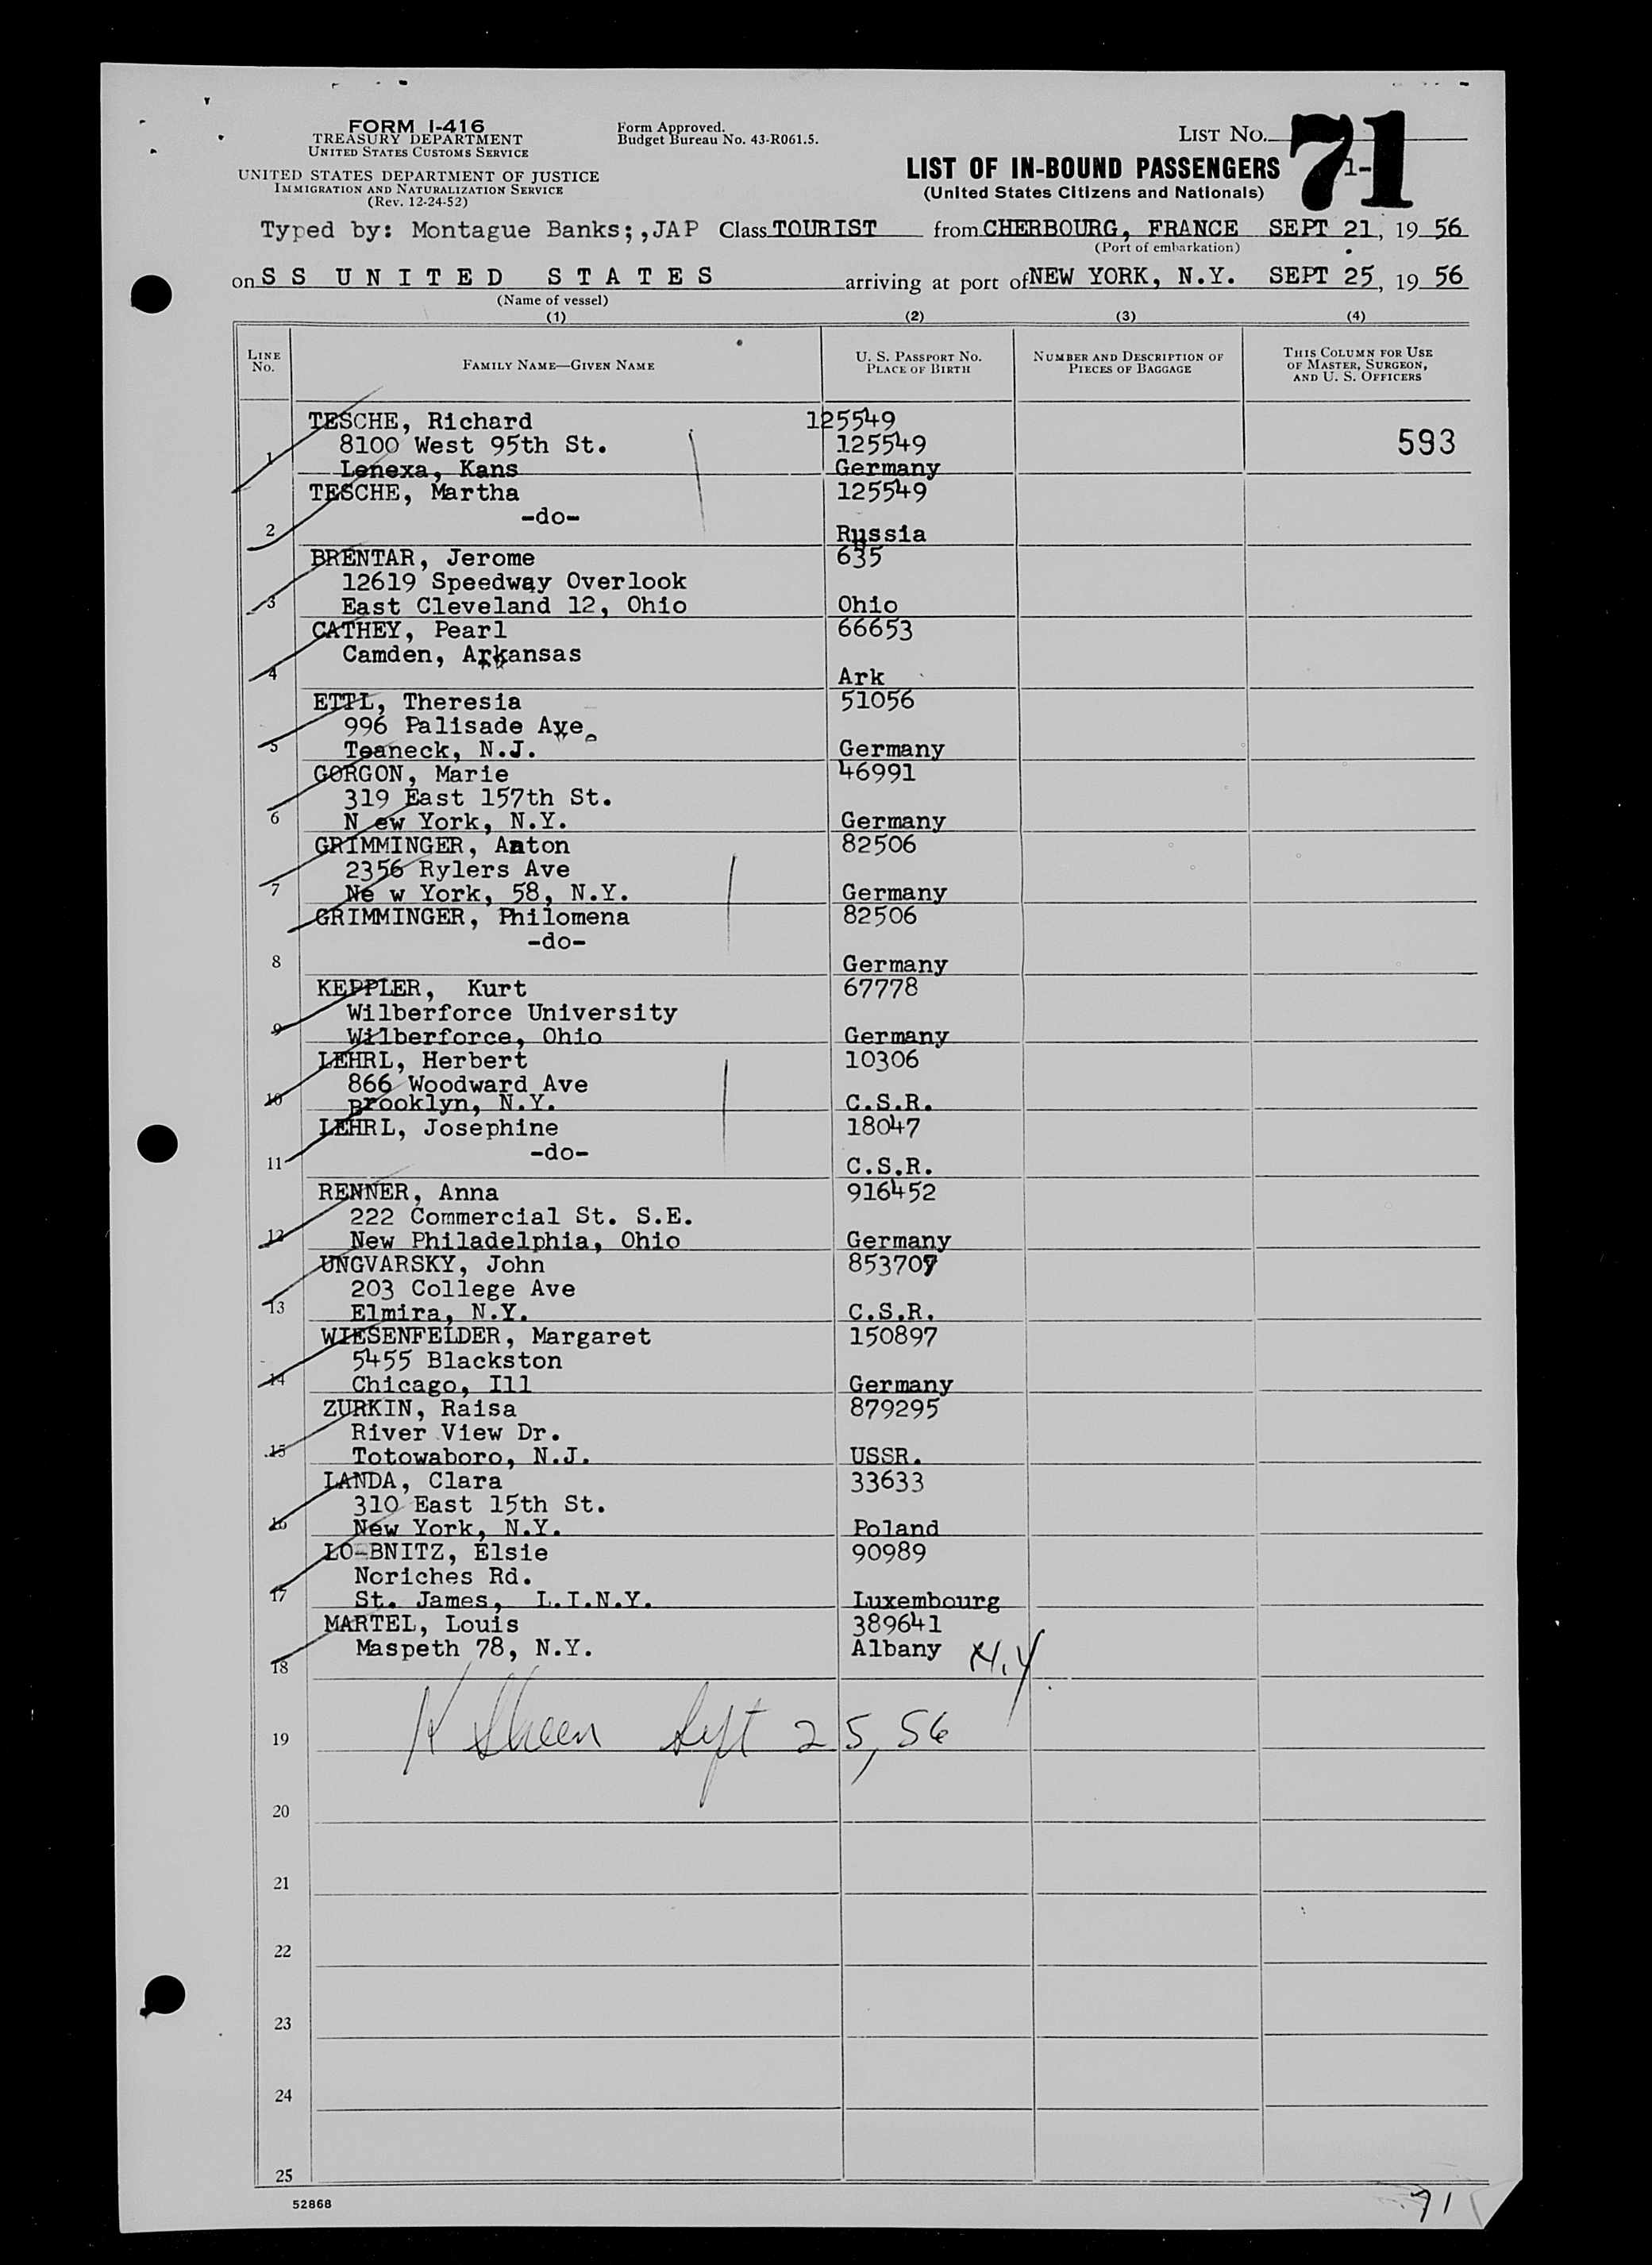 FORM I-416
TREASURY DEPARTMENT
UNITED STATES CUSTOMS SERVICE
UNITED STATES DEPARTMENT OF JUSTICE
IMMIGRATION AND NATURALIZATION SERVICE
(Rev. 12-24-52)
Form Approved.
Budget Bureau No. 43-R061.5.
LIST No. 71
1-
LIST OF IN-BOUND PASSENGERS
(United States Citizens and Nationals)
Typed by: Montague Banks;,JAP Class TOURIST from CHERBOURG, FRANCE SEPT 21, 19 56
(Port of embarkation)
on S S U N I T E D S T A T E S arriving at port of NEW YORK, N.Y. SEPT 25, 19 56
(Name of vessel)
(1) (2) (3) (4)
LINE No.
FAMILY NAME—GIVEN NAME
U. S. PASSPORT NO.
PLACE OF BIRTH
NUMBER AND DESCRIPTION OF
PIECES OF BAGGAGE
THIS COLUMN FOR USE
OF MASTER, SURGEON,
AND U. S. OFFICERS
TESCHE, Richard 125549
8100 West 95th St. 125549 593
1 Lenexa, Kans Germany
TESCHE, Martha 125549
-do-
2 Russia
BRENTAR, Jerome 635
12619 Speedway Overlook
3 East Cleveland 12, Ohio Ohio
CATHEY, Pearl 66653
Camden, Arkansas
4 Ark
ETTL, Theresia 51056
996 Palisade Aye.
5 Teaneck, N.J. Germany
GORGON, Marie 46991
319 East 157th St.
6 N ew York, N.Y. Germany
GRIMMINGER, Anton 82506
2356 Rylers Ave
7 Ne w York, 58, N.Y. Germany
GRIMMINGER, Philomena 82506
-do-
8 Germany
KEPPLER, Kurt 67778
Wilberforce University
9 Wilberforce, Ohio Germany
LEHRL, Herbert 10306
866 Woodward Ave
10 Brooklyn, N.Y. C.S.R.
LEHRL, Josephine 18047
-do-
11 C.S.R.
RENNER, Anna 916452
222 Commercial St. S.E.
12 New Philadelphia, Ohio Germany
UNGVARSKY, John 853707
203 College Ave
13 Elmira, N.Y. C.S.R.
WIESENFELDER, Margaret 150897
5455 Blackston
14 Chicago, Ill Germany
ZURKIN, Raisa 879295
River View Dr.
15 Totowaboro, N.J. USSR.
LANDA, Clara 33633
310 East 15th St.
16 New York, N.Y. Poland
LO-BNITZ, Elsie 90989
Noriches Rd.
17 St. James, L.I.N.Y. Luxembourg
MARTEL, Louis 389641
Maspeth 78, N.Y. Albany N.Y.
18
K Sheen Sept 25, 56
19
20
21
22
23
24
25
52868
71